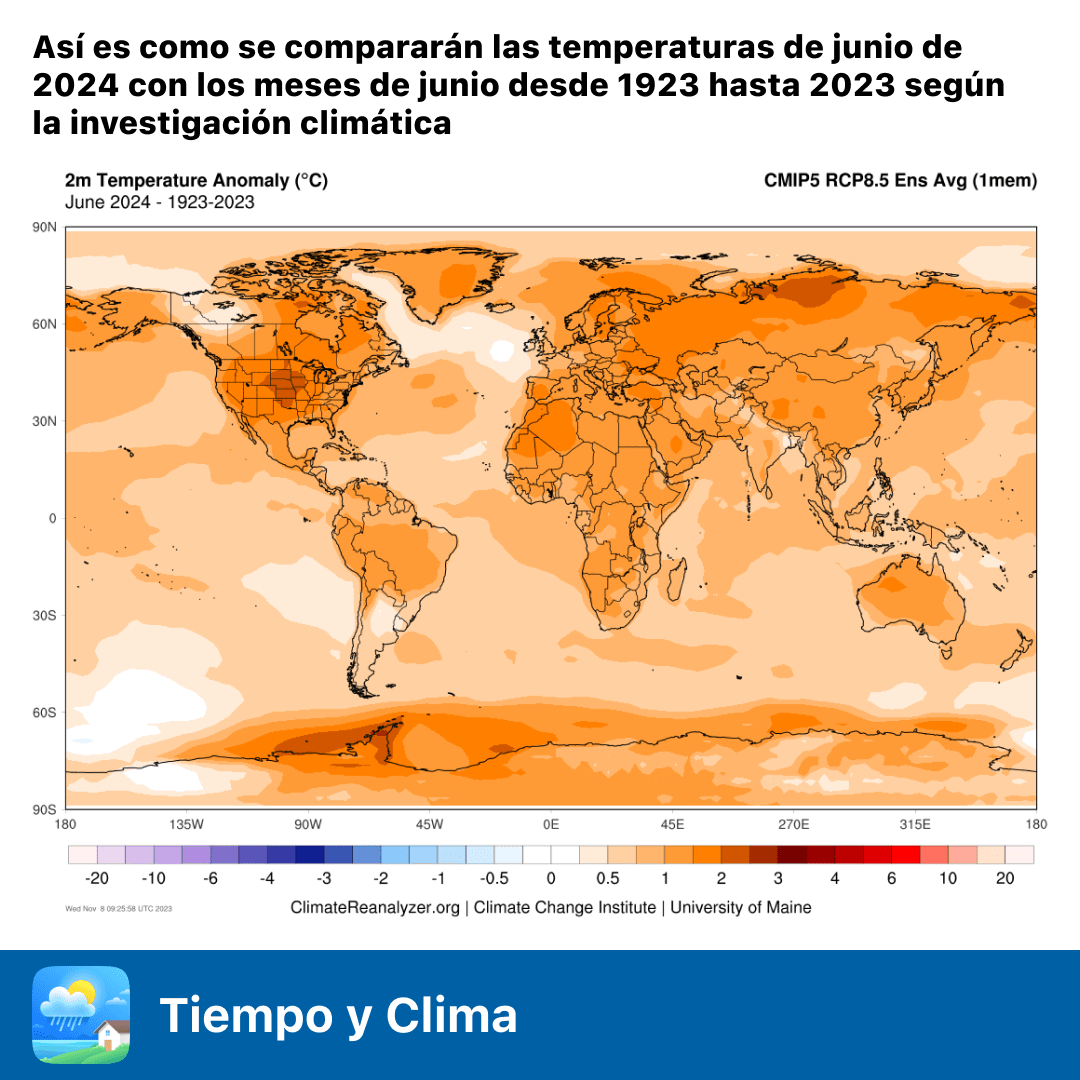 Así es como se compararán las temperaturas de junio de
2024 con los meses de junio desde 1923 hasta 2023 según
la investigación climática
2m Temperature Anomaly (°C)
CMIP5 RCP8.5 Ens Avg (1mem)
June 2024 - 1923-2023
90N
60N
30N
0
30S
60S
90S
180 135W 90W 45W 0E 45E 270E 315E 180
-20 -10 -6 -4 -3 -2 -1 -0.5 0 0.5 1 2 3 4 6 10 20
Wed Nov 8 09:25:58 UTC 2023
ClimateReanalyzer.org | Climate Change Institute | University of Maine
Tiempo y Clima